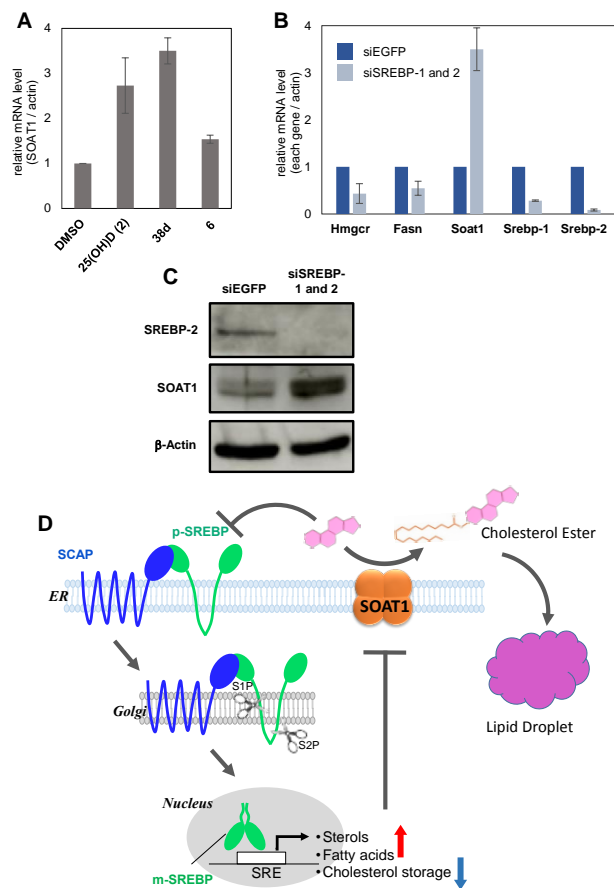 A
relative mRNA level
(SOAT1 / actin)
4
3
2
1
0
DMSO
25(OH)D (2)
38d
6
B
relative mRNA level
(each gene / actin)
4
3
2
1
0
siEGFP
siSREBP-1 and 2
Hmgcr
Fasn
Soat1
Srebp-1
Srebp-2
C
siEGFP
siSREBP-
1 and 2
SREBP-2
SOAT1
β-Actin
D
p-SREBP
SCAP
Cholesterol Ester
ER
SOAT1
S1P
Golgi
S2P
Lipid Droplet
Nucleus
•Sterols
•Fatty acids
•Cholesterol storage
SRE
m-SREBP